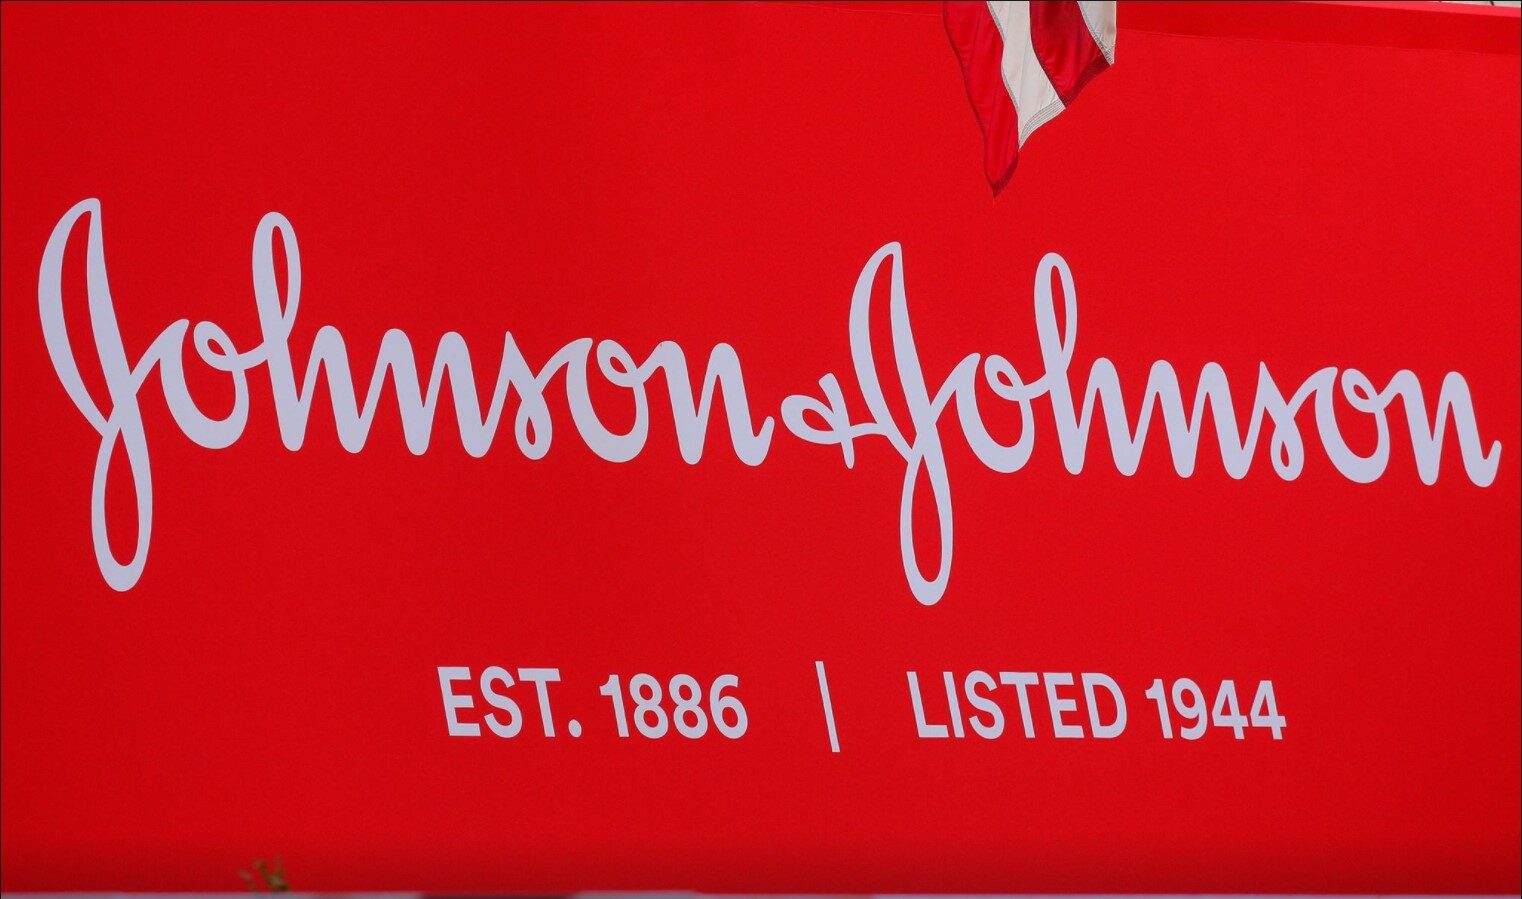 Johnson & Johnson
EST. 1886 | LISTED 1944